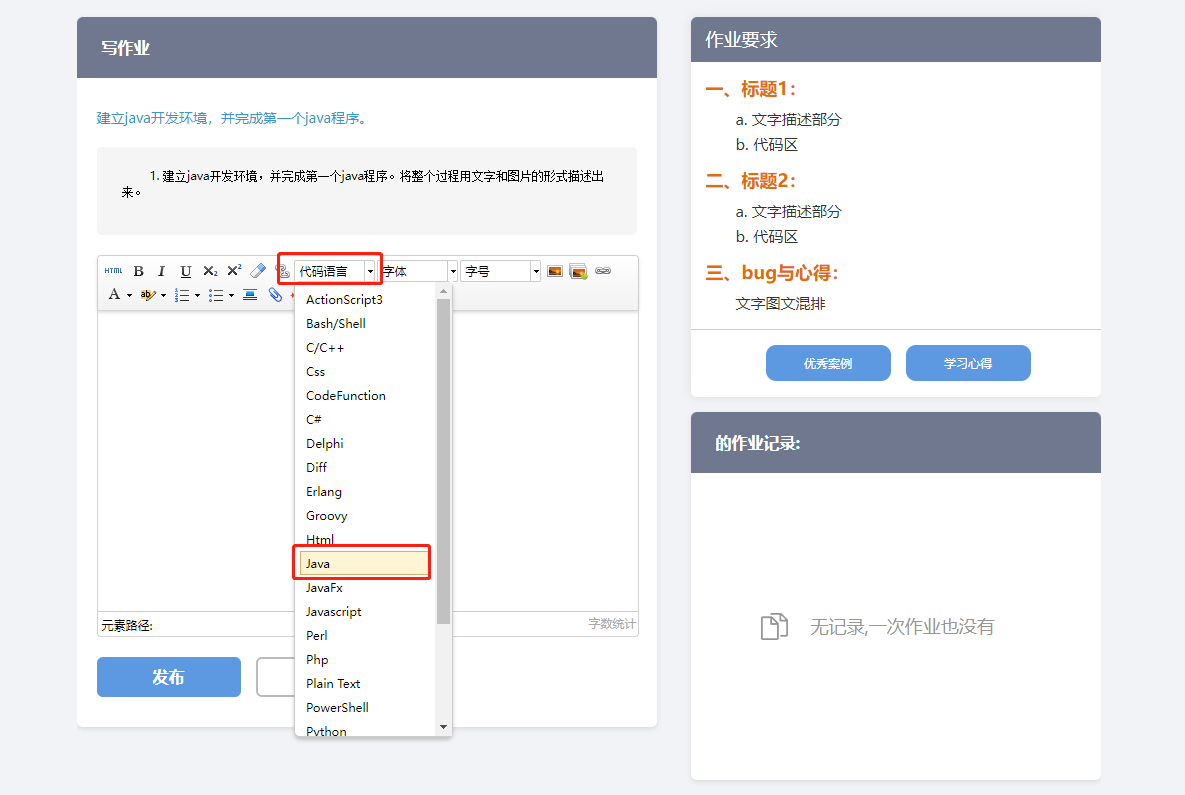 写作业
建立java开发环境，并完成第一个java程序。
1. 建立java开发环境，并完成第一个java程序。将整个过程用文字和图片的形式描述出
来。
HTML B I U X₂ X² 代码语言 字体 字号
A ab
ActionScript3
Bash/Shell
C/C++
Css
CodeFunction
C#
Delphi
Diff
Erlang
Groovy
Html
Java
JavaFx
Javascript
Perl
Php
Plain Text
PowerShell
Python
元素路径: 字数统计
发布
作业要求
一、标题1：
a. 文字描述部分
b. 代码区
二、标题2：
a. 文字描述部分
b. 代码区
三、bug与心得：
文字图文混排
优秀案例 学习心得
的作业记录:
无记录,一次作业也没有